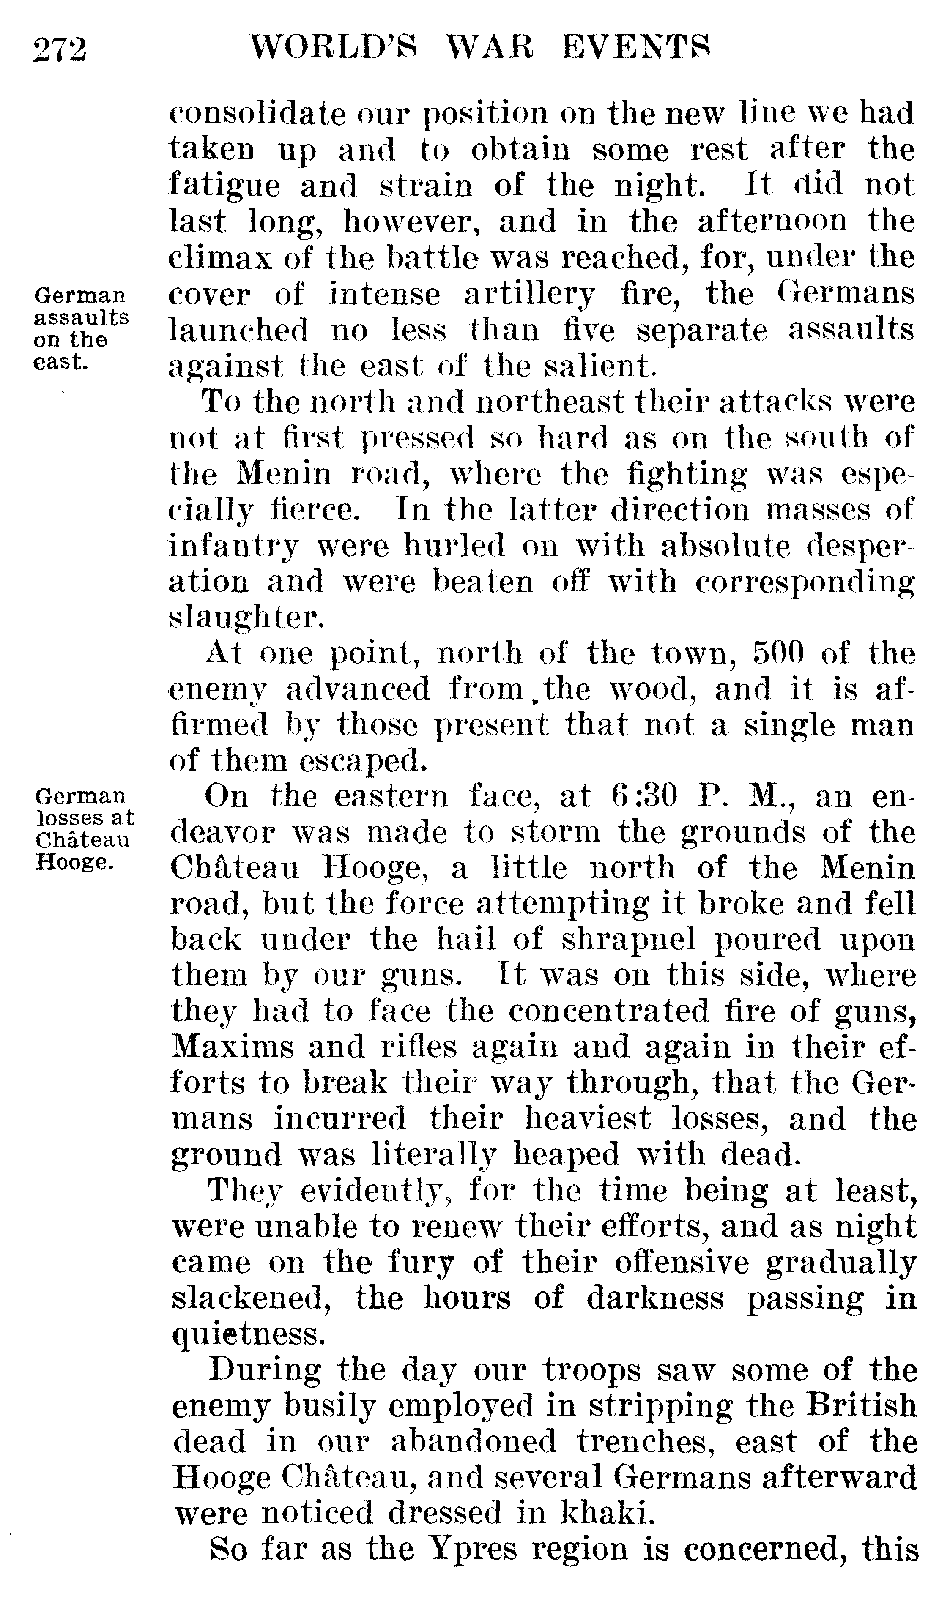 272 WORLD'S WAR EVENTS
consolidate our position on the new line we had
taken up and to obtain some rest after the
fatigue and strain of the night. It did not
last long, however, and in the afternoon the
climax of the battle was reached, for, under the
German
assaults
on the
east.
cover of intense artillery fire, the Germans
launched no less than five separate assaults
against the east of the salient.
To the north and northeast their attacks were
not at first pressed so hard as on the south of
the Menin road, where the fighting was espe-
cially fierce. In the latter direction masses of
infantry were hurled on with absolute desper-
ation and were beaten off with corresponding
slaughter.
At one point, north of the town, 500 of the
enemy advanced from the wood, and it is af-
firmed by those present that not a single man
of them escaped.
German
losses at
Château
Hooge.
On the eastern face, at 6:30 P. M., an en-
deavor was made to storm the grounds of the
Château Hooge, a little north of the Menin
road, but the force attempting it broke and fell
back under the hail of shrapnel poured upon
them by our guns. It was on this side, where
they had to face the concentrated fire of guns,
Maxims and rifles again and again in their ef-
forts to break their way through, that the Ger-
mans incurred their heaviest losses, and the
ground was literally heaped with dead.
They evidently, for the time being at least,
were unable to renew their efforts, and as night
came on the fury of their offensive gradually
slackened, the hours of darkness passing in
quietness.
During the day our troops saw some of the
enemy busily employed in stripping the British
dead in our abandoned trenches, east of the
Hooge Château, and several Germans afterward
were noticed dressed in khaki.
So far as the Ypres region is concerned, this